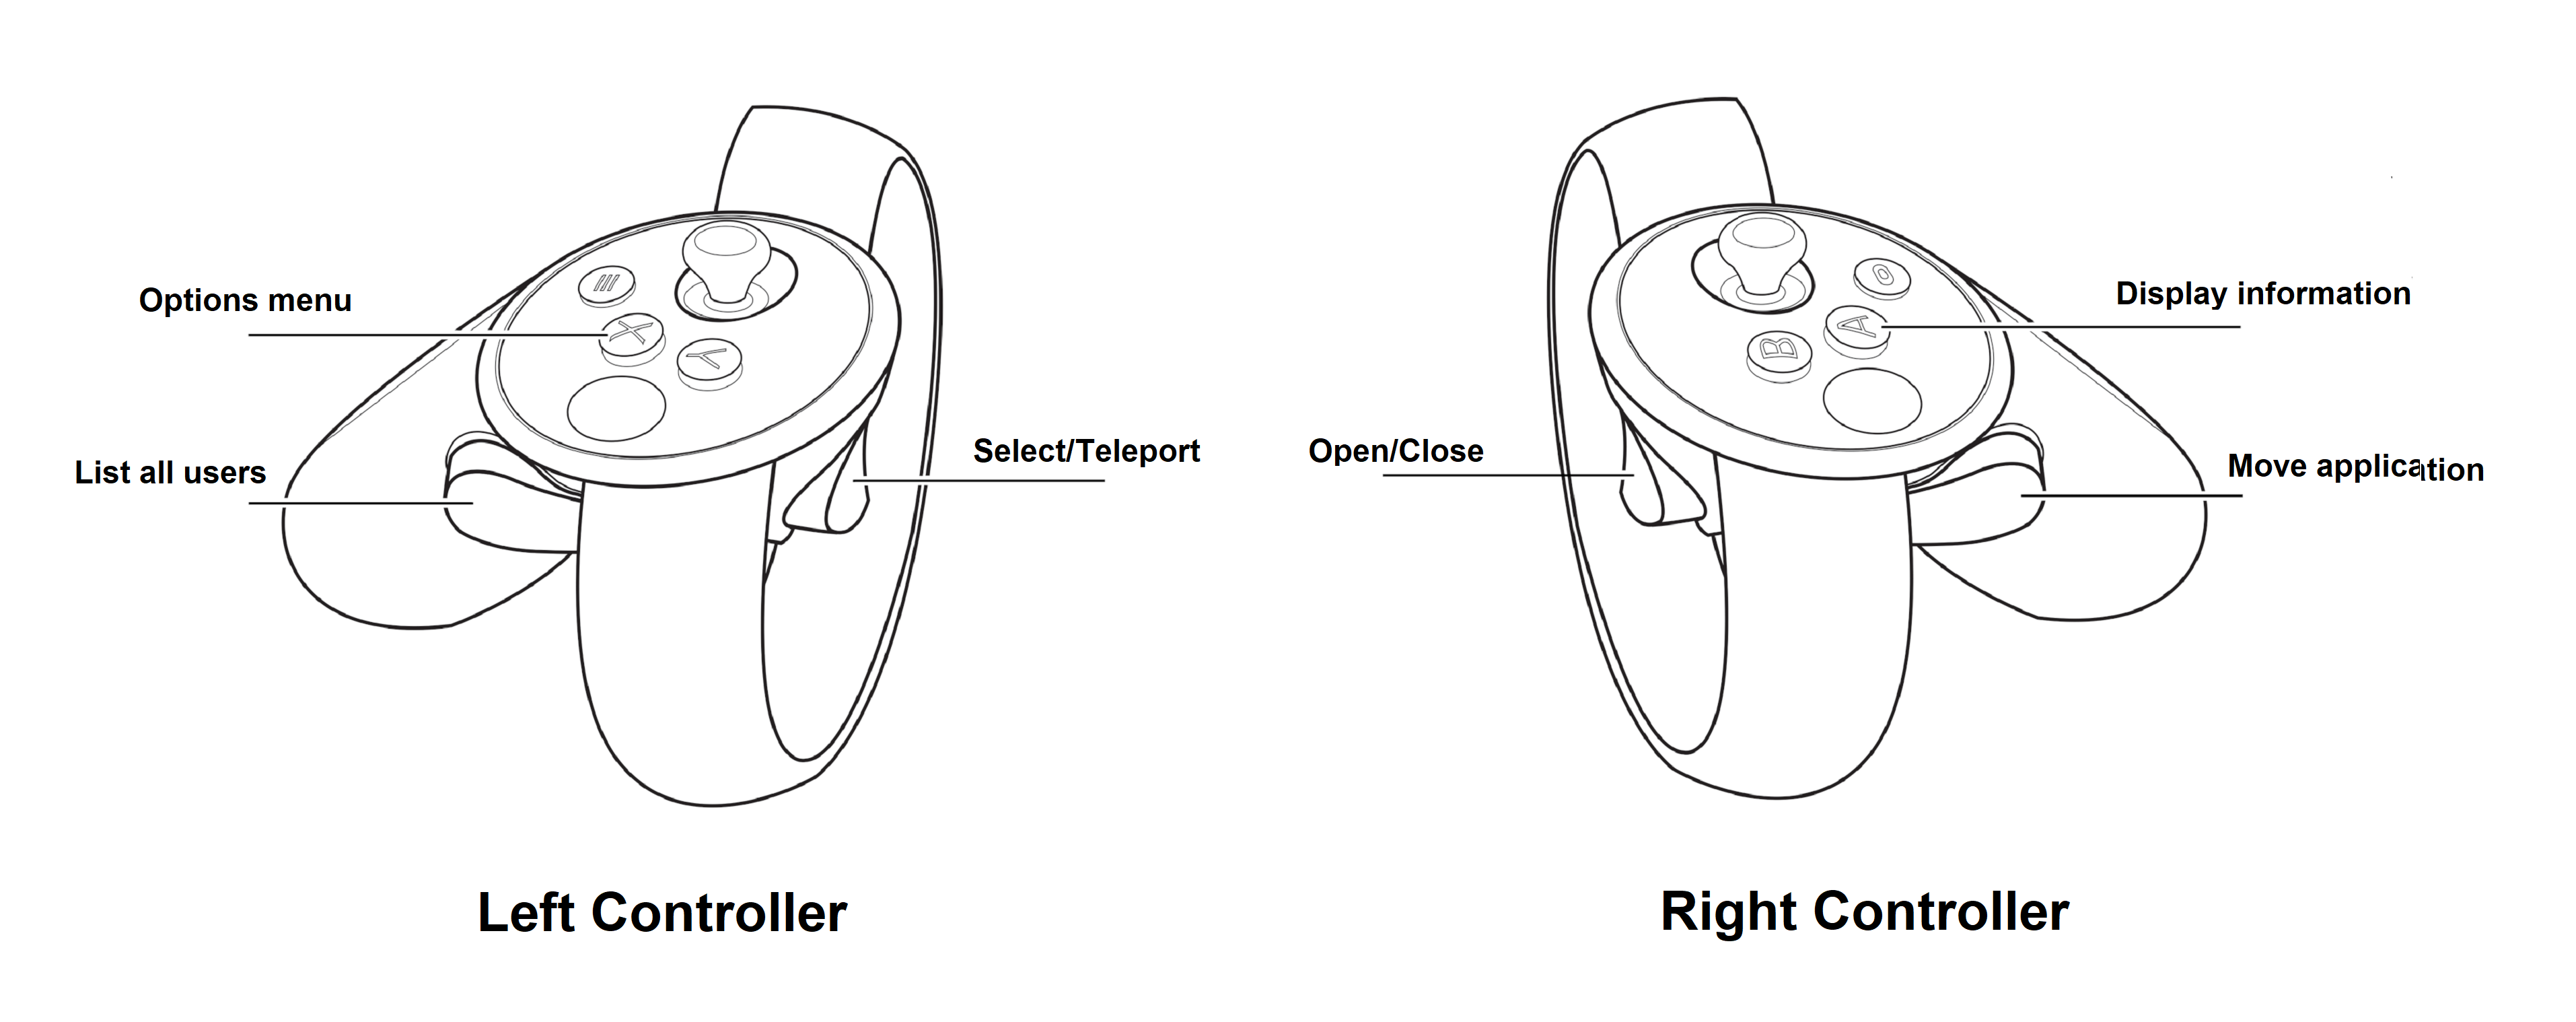 Options menu
X
Y
List all users
Select/Teleport
Left Controller
Display information
A
B
Open/Close
Move application
Right Controller